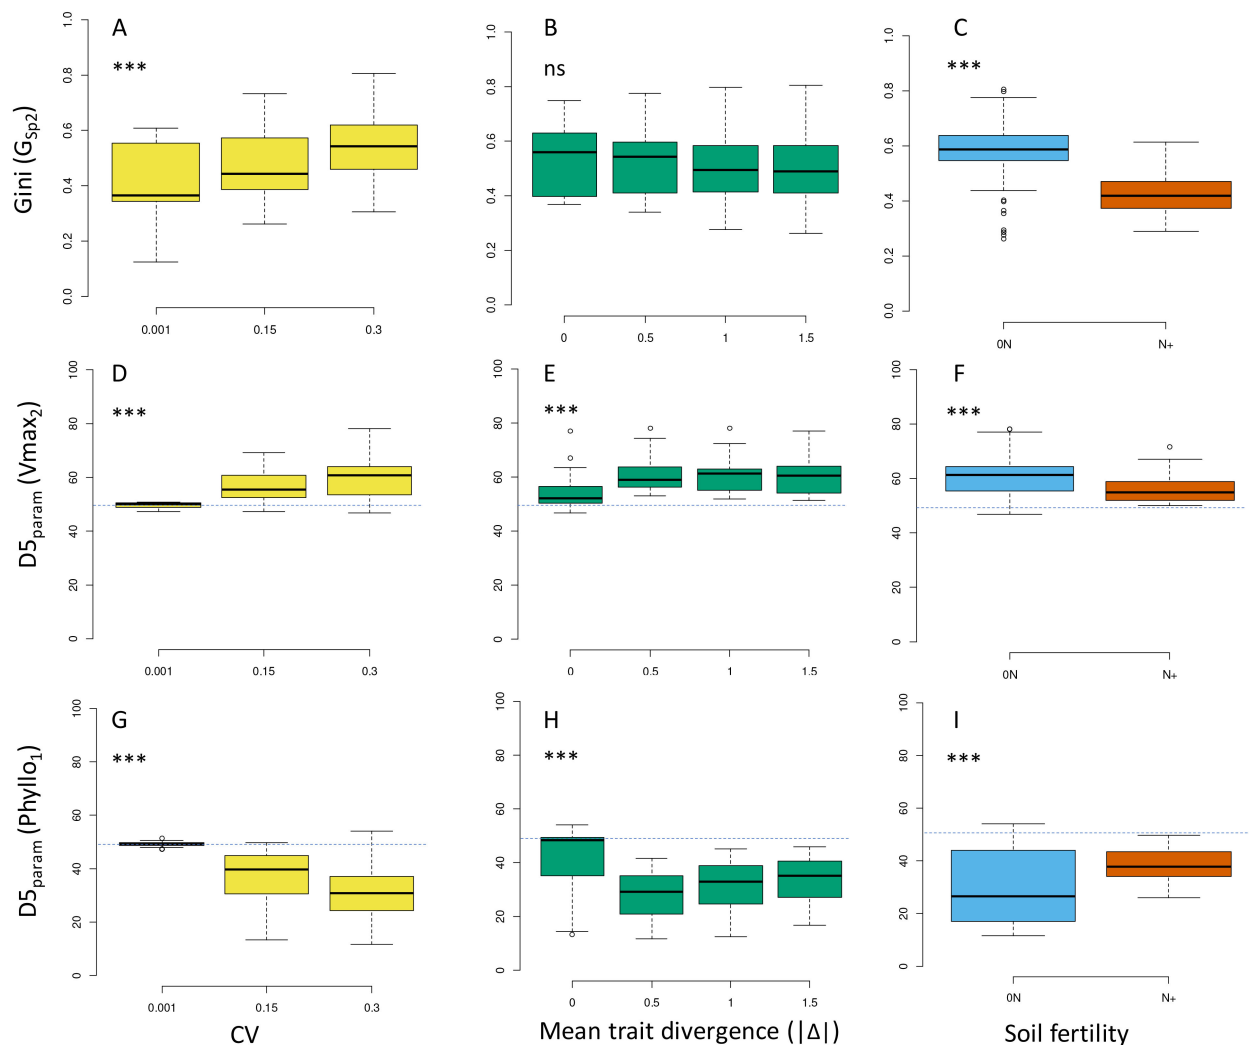 A
***
Gini (G_Sp2)
0.0 0.2 0.4 0.6 0.8 1.0
0.001 0.15 0.3
B
ns
0.0 0.2 0.4 0.6 0.8 1.0
0 0.5 1 1.5
C
***
0.0 0.2 0.4 0.6 0.8 1.0
0N N+
D
***
D5param (Vmax2)
0 20 40 60 80 100
0.001 0.15 0.3
E
***
0 20 40 60 80 100
0 0.5 1 1.5
F
***
0 20 40 60 80 100
0N N+
G
***
D5param (Phyllo1)
0 20 40 60 80 100
0.001 0.15 0.3
CV
H
***
0 20 40 60 80 100
0 0.5 1 1.5
Mean trait divergence (|Δ|)
I
***
0 20 40 60 80 100
0N N+
Soil fertility